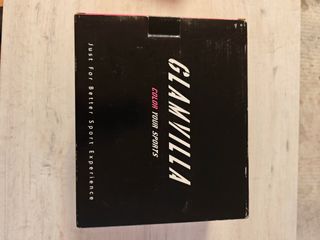 GLAMVILLA
COLOR YOUR SPORTS
Just For Better Sport Experience